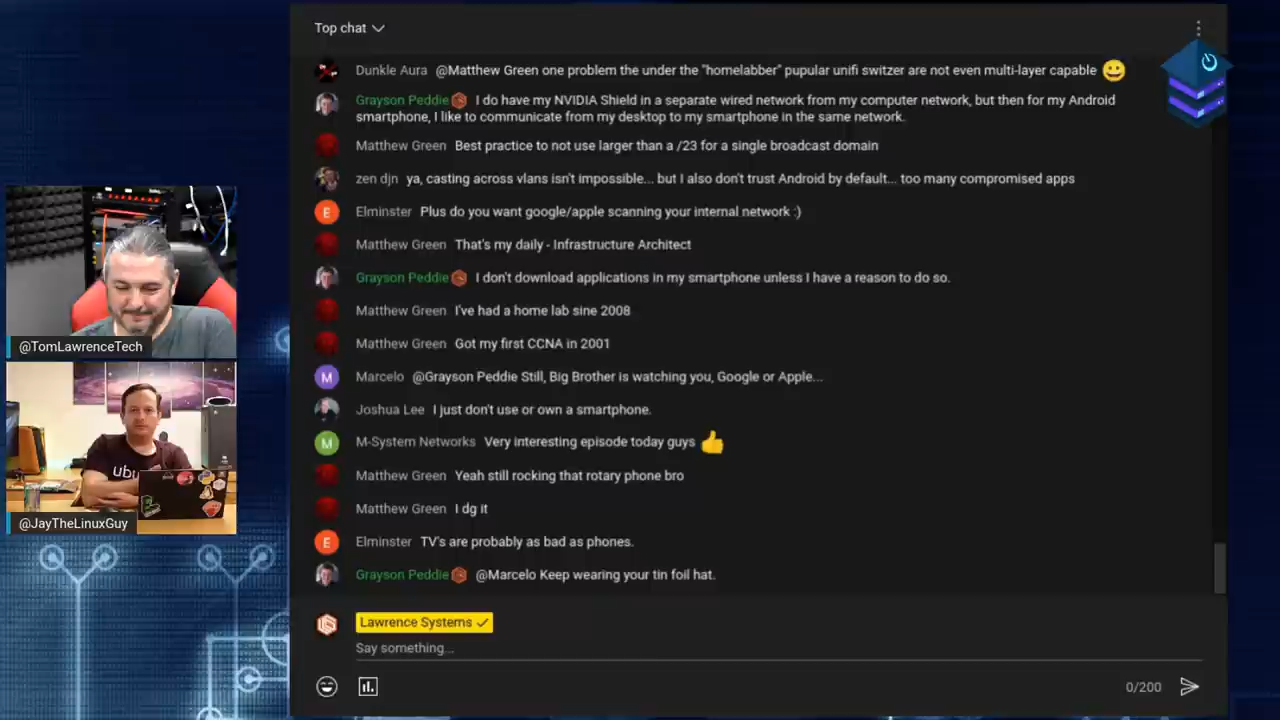 Top chat
Dunkle Aura @Matthew Green one problem the under the "homelabber" pupular unifi switzer are not even multi-layer capable
Grayson Peddie I do have my NVIDIA Shield in a separate wired network from my computer network, but then for my Android
smartphone, I like to communicate from my desktop to my smartphone in the same network.
Matthew Green Best practice to not use larger than a /23 for a single broadcast domain
zen djn ya, casting across vlans isn't impossible... but I also don't trust Android by default... too many compromised apps
Elminster Plus do you want google/apple scanning your internal network :)
Matthew Green That's my daily - Infrastructure Architect
Grayson Peddie I don't download applications in my smartphone unless I have a reason to do so.
Matthew Green I've had a home lab sine 2008
Matthew Green Got my first CCNA in 2001
M Marcelo @Grayson Peddie Still, Big Brother is watching you, Google or Apple...
Joshua Lee I just don't use or own a smartphone.
M M-System Networks Very interesting episode today guys
Matthew Green Yeah still rocking that rotary phone bro
Matthew Green I dg it
E Elminster TV's are probably as bad as phones.
Grayson Peddie @Marcelo Keep wearing your tin foil hat.
Lawrence Systems
Say something...
0/200
@TomLawrenceTech
ubu
@JayTheLinuxGuy